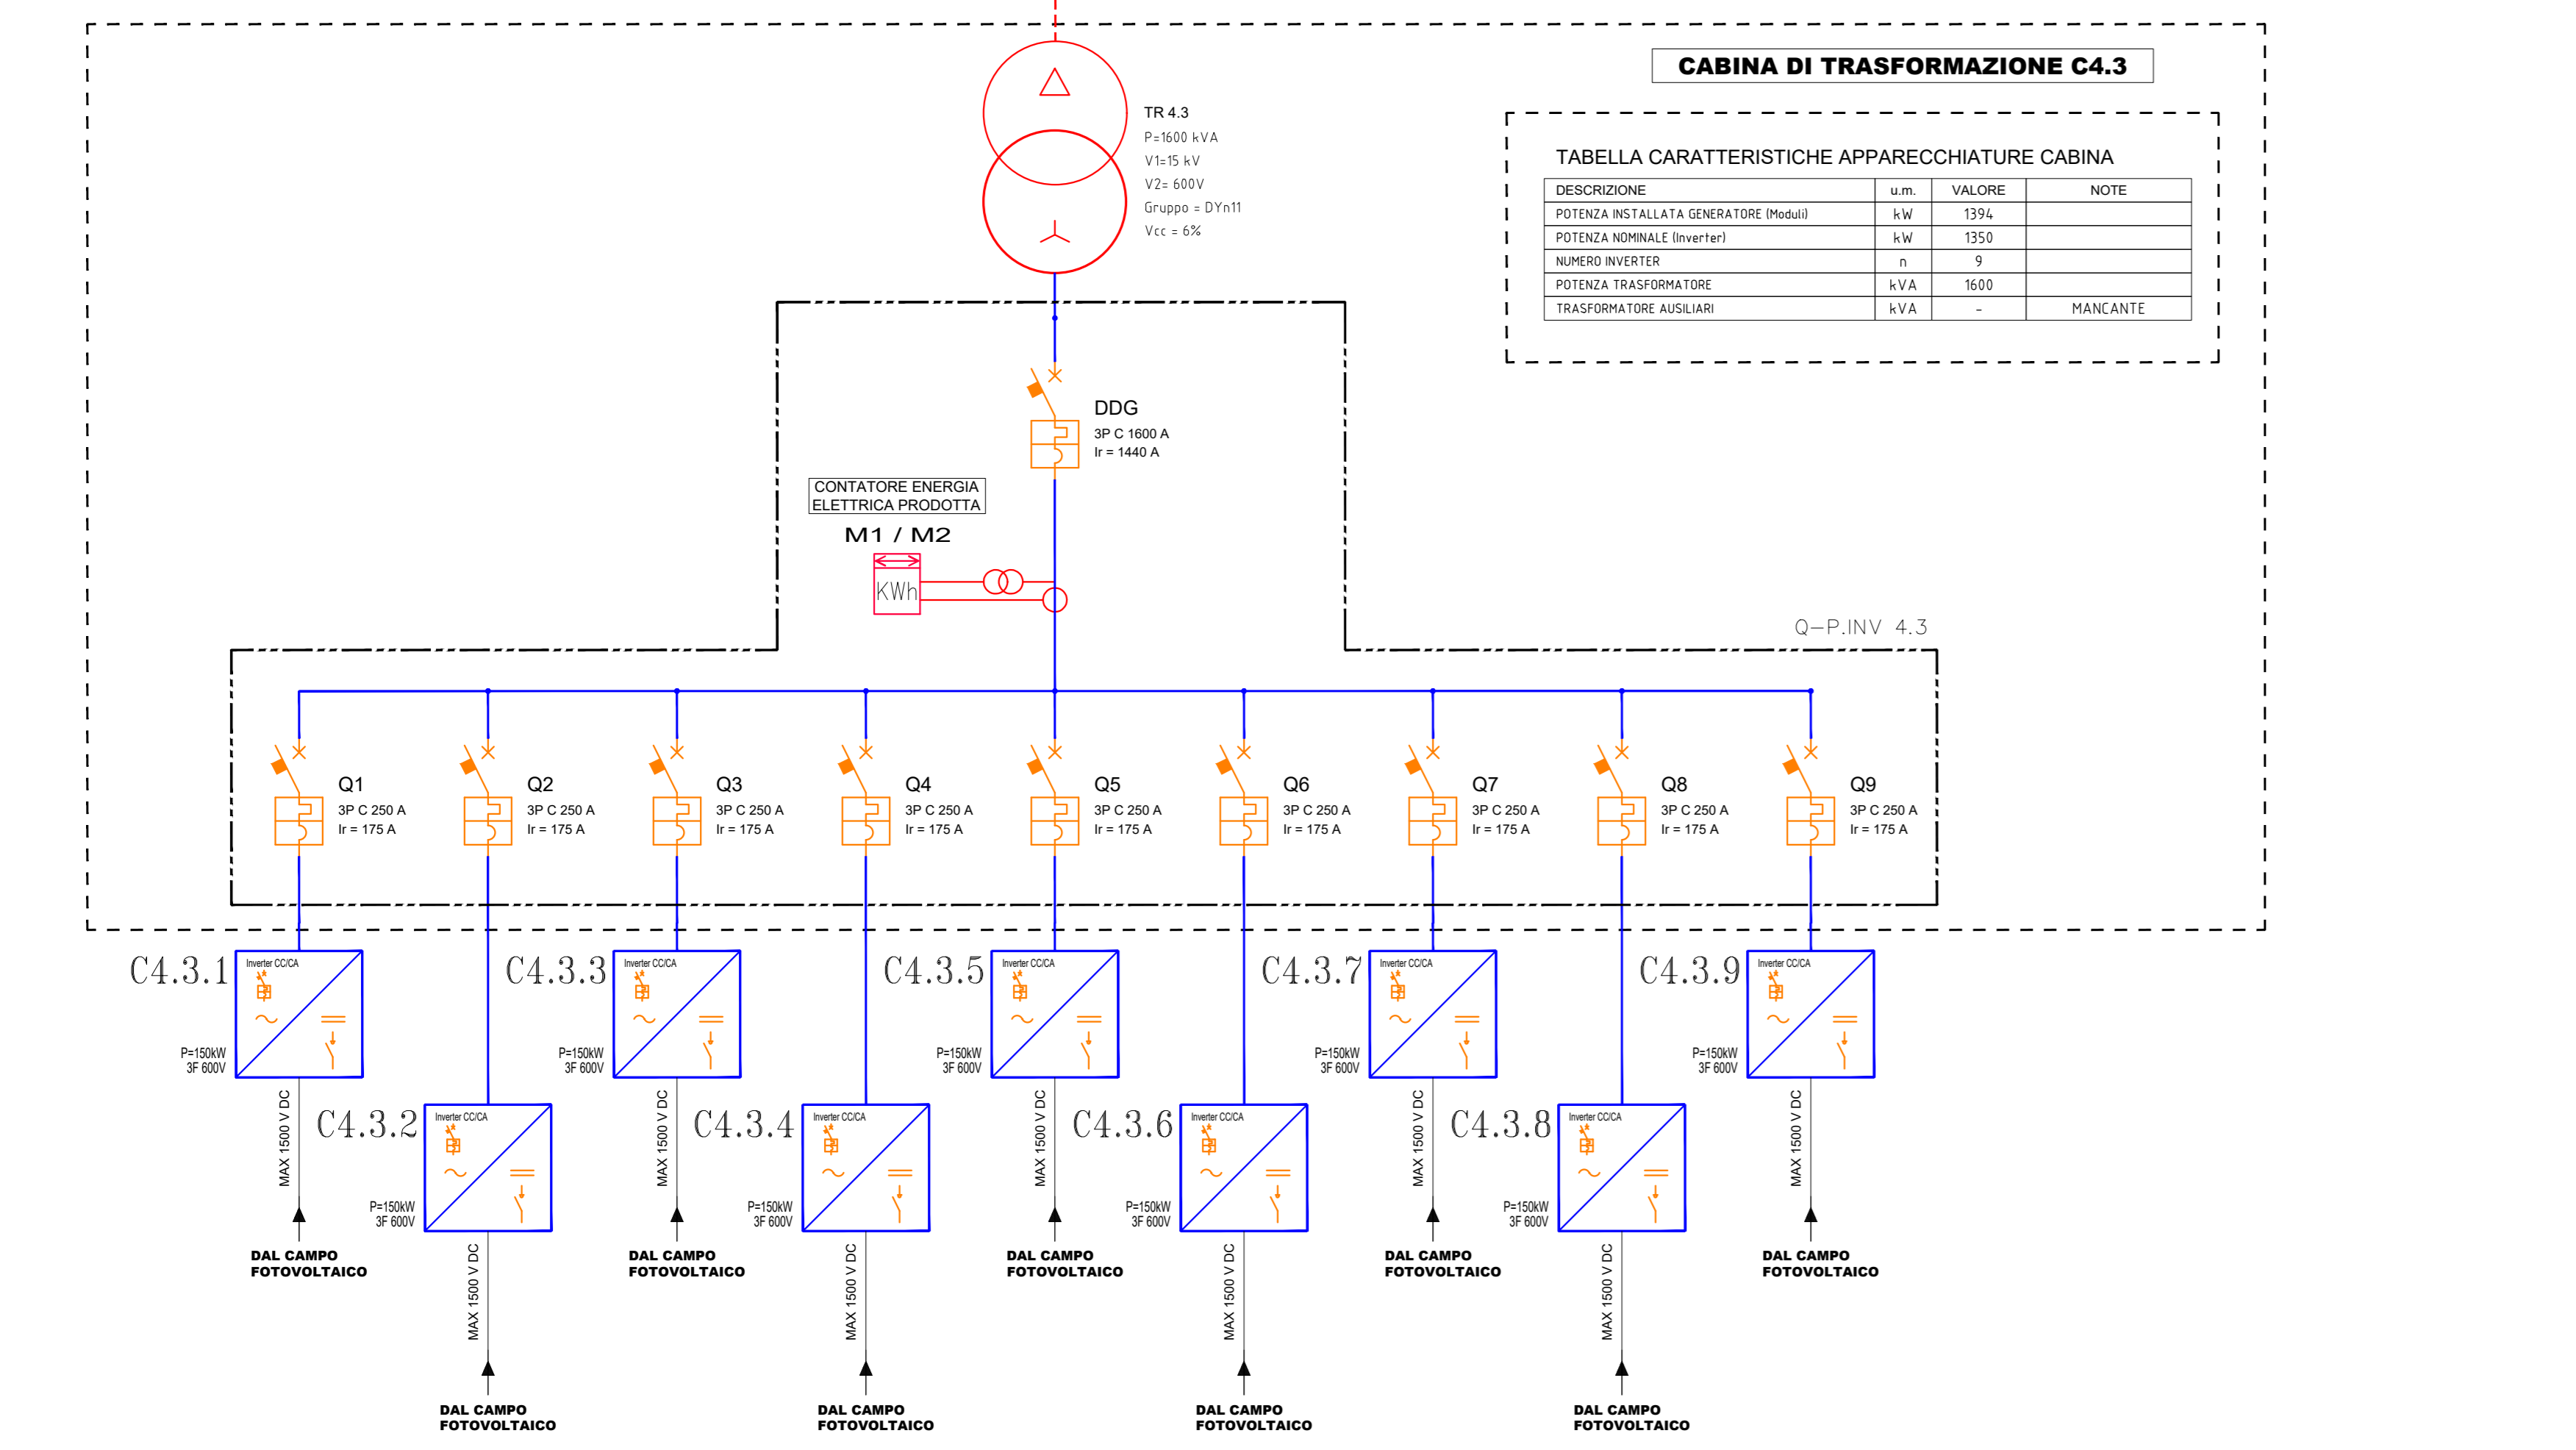 CABINA DI TRASFORMAZIONE C4.3
TR 4.3
P=1600 kVA
V1=15 kV
V2= 600V
Gruppo = DYn11
Vcc = 6%
TABELLA CARATTERISTICHE APPARECCHIATURE CABINA
DESCRIZIONE u.m. VALORE NOTE
POTENZA INSTALLATA GENERATORE (Moduli) kW 1394
POTENZA NOMINALE (Inverter) kW 1350
NUMERO INVERTER n 9
POTENZA TRASFORMATORE kVA 1600
TRASFORMATORE AUSILIARI kVA - MANCANTE
DDG
3P C 1600 A
Ir = 1440 A
CONTATORE ENERGIA
ELETTRICA PRODOTTA
M1 / M2
KWh
Q-P.INV 4.3
Q1
3P C 250 A
Ir = 175 A
Q2
3P C 250 A
Ir = 175 A
Q3
3P C 250 A
Ir = 175 A
Q4
3P C 250 A
Ir = 175 A
Q5
3P C 250 A
Ir = 175 A
Q6
3P C 250 A
Ir = 175 A
Q7
3P C 250 A
Ir = 175 A
Q8
3P C 250 A
Ir = 175 A
Q9
3P C 250 A
Ir = 175 A
C4.3.1
Inverter CC/CA
P=150kW
3F 600V
MAX 1500 V DC
DAL CAMPO
FOTOVOLTAICO
C4.3.2
Inverter CC/CA
P=150kW
3F 600V
MAX 1500 V DC
DAL CAMPO
FOTOVOLTAICO
C4.3.3
Inverter CC/CA
P=150kW
3F 600V
MAX 1500 V DC
DAL CAMPO
FOTOVOLTAICO
C4.3.4
Inverter CC/CA
P=150kW
3F 600V
MAX 1500 V DC
DAL CAMPO
FOTOVOLTAICO
C4.3.5
Inverter CC/CA
P=150kW
3F 600V
MAX 1500 V DC
DAL CAMPO
FOTOVOLTAICO
C4.3.6
Inverter CC/CA
P=150kW
3F 600V
MAX 1500 V DC
DAL CAMPO
FOTOVOLTAICO
C4.3.7
Inverter CC/CA
P=150kW
3F 600V
MAX 1500 V DC
DAL CAMPO
FOTOVOLTAICO
C4.3.8
Inverter CC/CA
P=150kW
3F 600V
MAX 1500 V DC
DAL CAMPO
FOTOVOLTAICO
C4.3.9
Inverter CC/CA
P=150kW
3F 600V
MAX 1500 V DC
DAL CAMPO
FOTOVOLTAICO